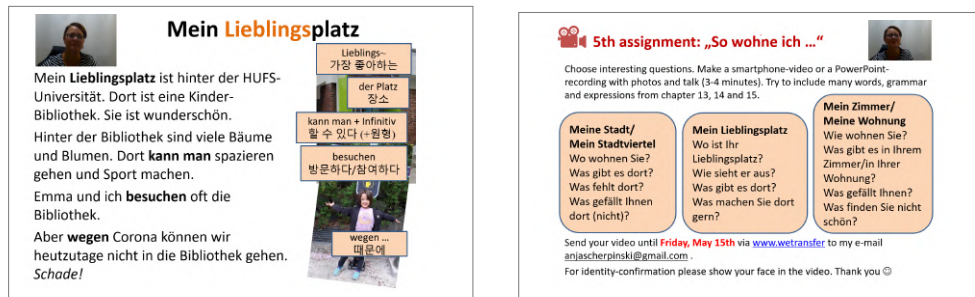 Mein Lieblingsplatz
Mein Lieblingsplatz ist hinter der HUFS-
Universität. Dort ist eine Kinder-
Bibliothek. Sie ist wunderschön.
Hinter der Bibliothek sind viele Bäume
und Blumen. Dort kann man spazieren
gehen und Sport machen.
Emma und ich besuchen oft die
Bibliothek.
Aber wegen Corona können wir
heutzutage nicht in die Bibliothek gehen.
Schade!
Lieblings~
가장 좋아하는
der Platz
장소
kann man + Infinitiv
할 수 있다 (+원형)
besuchen
방문하다/참여하다
wegen ...
때문에
5th assignment: „So wohne ich ...“
Choose interesting questions. Make a smartphone-video or a PowerPoint-
recording with photos and talk (3-4 minutes). Try to include many words, grammar
and expressions from chapter 13, 14 and 15.
Meine Stadt/
Mein Stadtviertel
Wo wohnen Sie?
Was gibt es dort?
Was fehlt dort?
Was gefällt Ihnen
dort (nicht)?
Mein Lieblingsplatz
Wo ist Ihr
Lieblingsplatz?
Wie sieht er aus?
Was gibt es dort?
Was machen Sie dort
gern?
Mein Zimmer/
Meine Wohnung
Wie wohnen Sie?
Was gibt es in Ihrem
Zimmer/in Ihrer
Wohnung?
Was gefällt Ihnen?
Was finden Sie nicht
schön?
Send your video until Friday, May 15th via www.wetransfer to my e-mail
anjascherpinski@gmail.com .
For identity-confirmation please show your face in the video. Thank you ☺